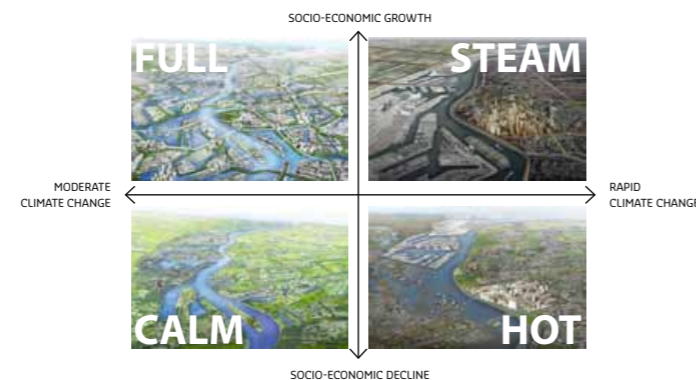 SOCIO-ECONOMIC GROWTH
FULL
STEAM
MODERATE
CLIMATE CHANGE
RAPID
CLIMATE CHANGE
CALM
HOT
SOCIO-ECONOMIC DECLINE